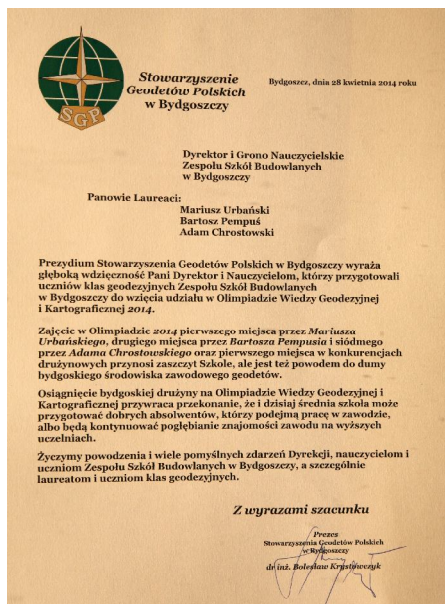 SGP
Stowarzyszenie
Geodetów Polskich
w Bydgoszczy
Bydgoszcz, dnia 28 kwietnia 2014 roku
Dyrektor i Grono Nauczycielskie
Zespołu Szkół Budowlanych
w Bydgoszczy
Panowie Laureaci:
Mariusz Urbański
Bartosz Pempuś
Adam Chrostowski
Prezydium Stowarzyszenia Geodetów Polskich w Bydgoszczy wyraża
głęboką wdzięczność Pani Dyrektor i Nauczycielom, którzy przygotowali
uczniów klas geodezyjnych Zespołu Szkół Budowlanych
w Bydgoszczy do wzięcia udziału w Olimpiadzie Wiedzy Geodezyjnej
i Kartograficznej 2014.
Zajęcie w Olimpiadzie 2014 pierwszego miejsca przez Mariusza
Urbańskiego, drugiego miejsca przez Bartosza Pempusia i siódmego
przez Adama Chrostowskiego oraz pierwszego miejsca w konkurencjach
drużynowych przynosi zaszczyt Szkole, ale jest też powodem do dumy
bydgoskiego środowiska zawodowego geodetów.
Osiągnięcie bydgoskiej drużyny na Olimpiadzie Wiedzy Geodezyjnej i
Kartograficznej przywraca przekonanie, że i dzisiaj średnia szkoła może
przygotować dobrych absolwentów, którzy podejmą pracę w zawodzie,
albo będą kontynuować pogłębianie znajomości zawodu na wyższych
uczelniach.
Życzymy powodzenia i wiele pomyślnych zdarzeń Dyrekcji, nauczycielom i
uczniom Zespołu Szkół Budowlanych w Bydgoszczy, a szczególnie
laureatom i uczniom klas geodezyjnych.
Z wyrazami szacunku
Prezes
Stowarzyszenia Geodetów Polskich
w Bydgoszczy
dr inż. Bolesław Krystowczyk